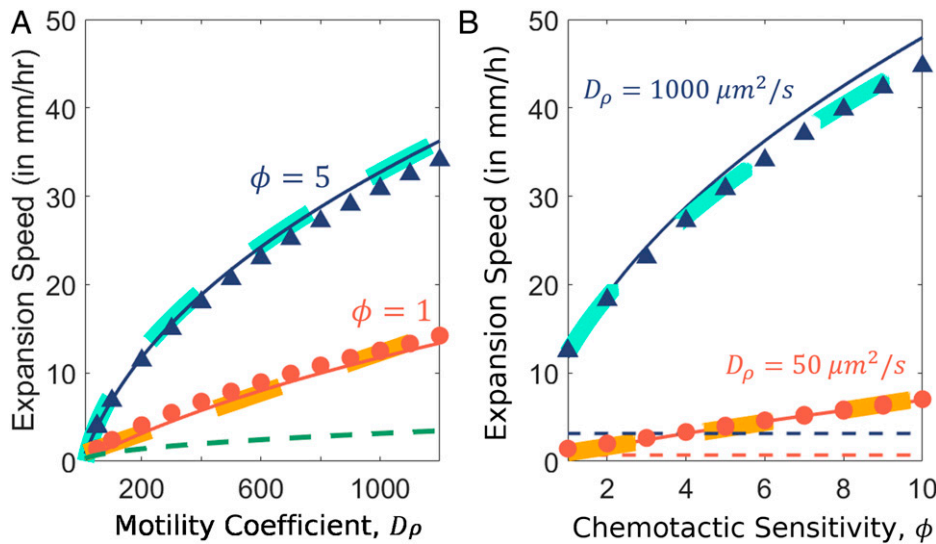 A
Expansion Speed (in mm/hr)
50
40
30
20
10
0
ϕ = 5
ϕ = 1
200 600 1000
Motility Coefficient, Dρ
B
Expansion Speed (in mm/h)
50
40
30
20
10
0
Dρ = 1000 μm²/s
Dρ = 50 μm²/s
2 4 6 8 10
Chemotactic Sensitivity, ϕ